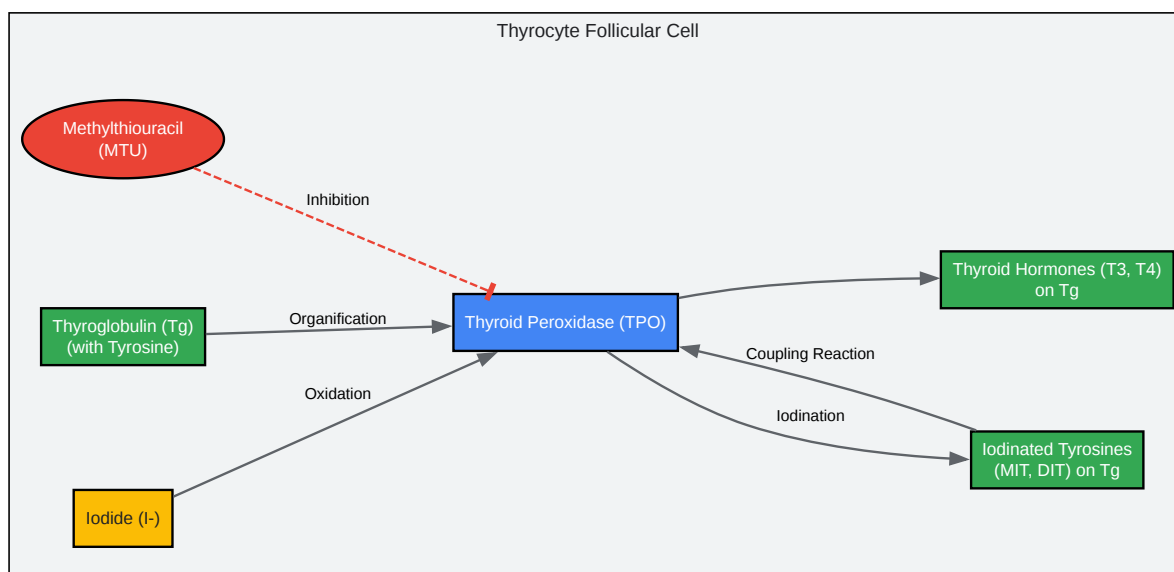 Thyrocyte Follicular Cell
Methylthiouracil
(MTU)
Inhibition
Thyroid Hormones (T3, T4)
on Tg
Thyroglobulin (Tg)
(with Tyrosine)
Organification
Thyroid Peroxidase (TPO)
Coupling Reaction
Oxidation
Iodination
Iodinated Tyrosines
(MIT, DIT) on Tg
Iodide (I-)